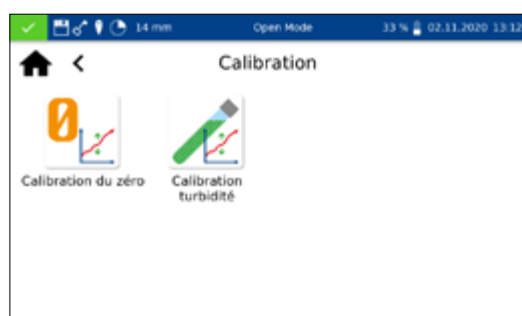 14 mm Open Mode 33 % 02.11.2020 13:12
Calibration
Calibration du zéro
Calibration
turbidité